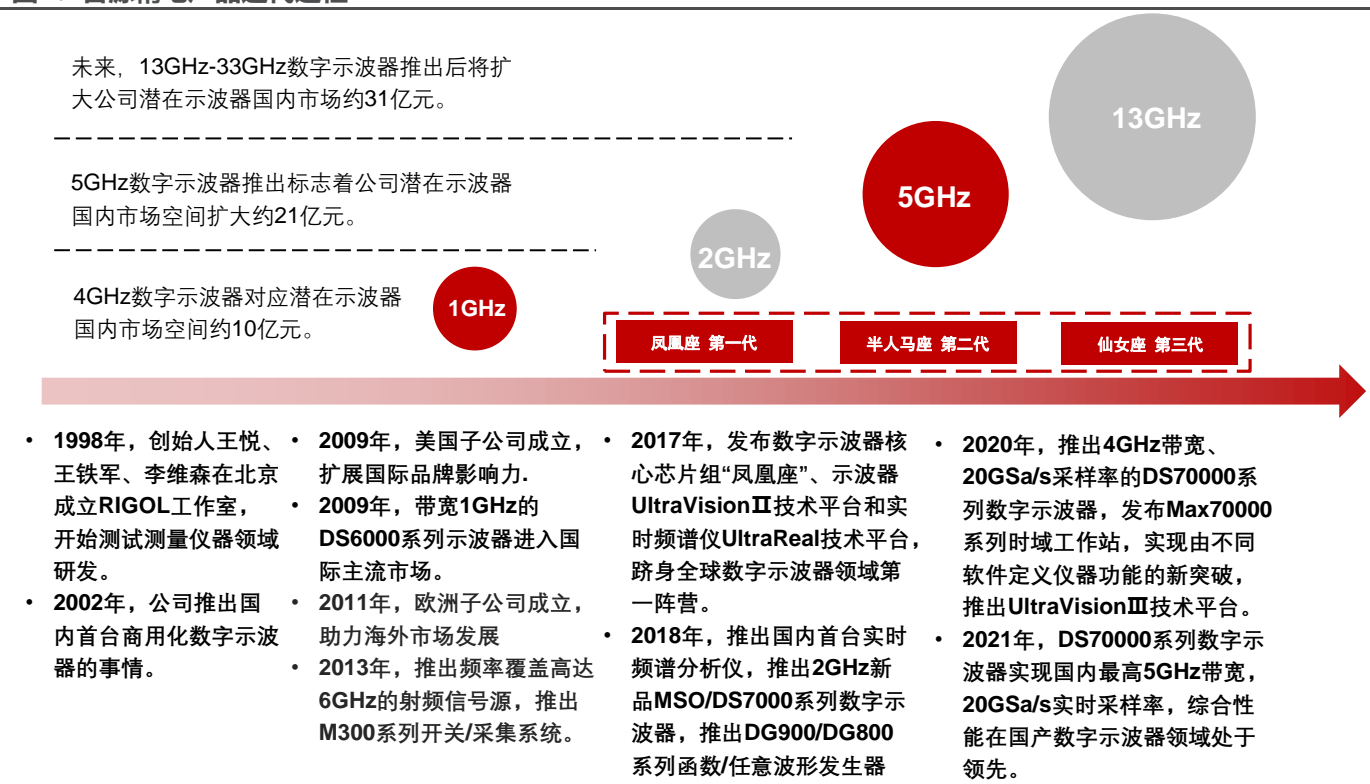 未来，13GHz-33GHz数字示波器推出后将扩
大公司潜在示波器国内市场约31亿元。
13GHz
5GHz数字示波器推出标志着公司潜在示波器
国内市场空间扩大约21亿元。
5GHz
2GHz
4GHz数字示波器对应潜在示波器
国内市场空间约10亿元。
1GHz
凤凰座 第一代
半人马座 第二代
仙女座 第三代
• 1998年，创始人王悦、
王铁军、李维森在北京
成立RIGOL工作室，
开始测试测量仪器领域
研发。
• 2002年，公司推出国
内首台商用化数字示波
器的事情。
• 2009年，美国子公司成立，
扩展国际品牌影响力.
• 2009年，带宽1GHz的
DS6000系列示波器进入国
际主流市场。
• 2011年，欧洲子公司成立，
助力海外市场发展
• 2013年，推出频率覆盖高达
6GHz的射频信号源，推出
M300系列开关/采集系统。
• 2017年，发布数字示波器核
心芯片组“凤凰座”、示波器
UltraVisionⅡ技术平台和实
时频谱仪UltraReal技术平台，
跻身全球数字示波器领域第
一阵营。
• 2018年，推出国内首台实时
频谱分析仪，推出2GHz新
品MSO/DS7000系列数字示
波器，推出DG900/DG800
系列函数/任意波形发生器
• 2020年，推出4GHz带宽、
20GSa/s采样率的DS70000系
列数字示波器，发布Max70000
系列时域工作站，实现由不同
软件定义仪器功能的新突破，
推出UltraVisionⅢ技术平台。
• 2021年，DS70000系列数字示
波器实现国内最高5GHz带宽，
20GSa/s实时采样率，综合性
能在国产数字示波器领域处于
领先。